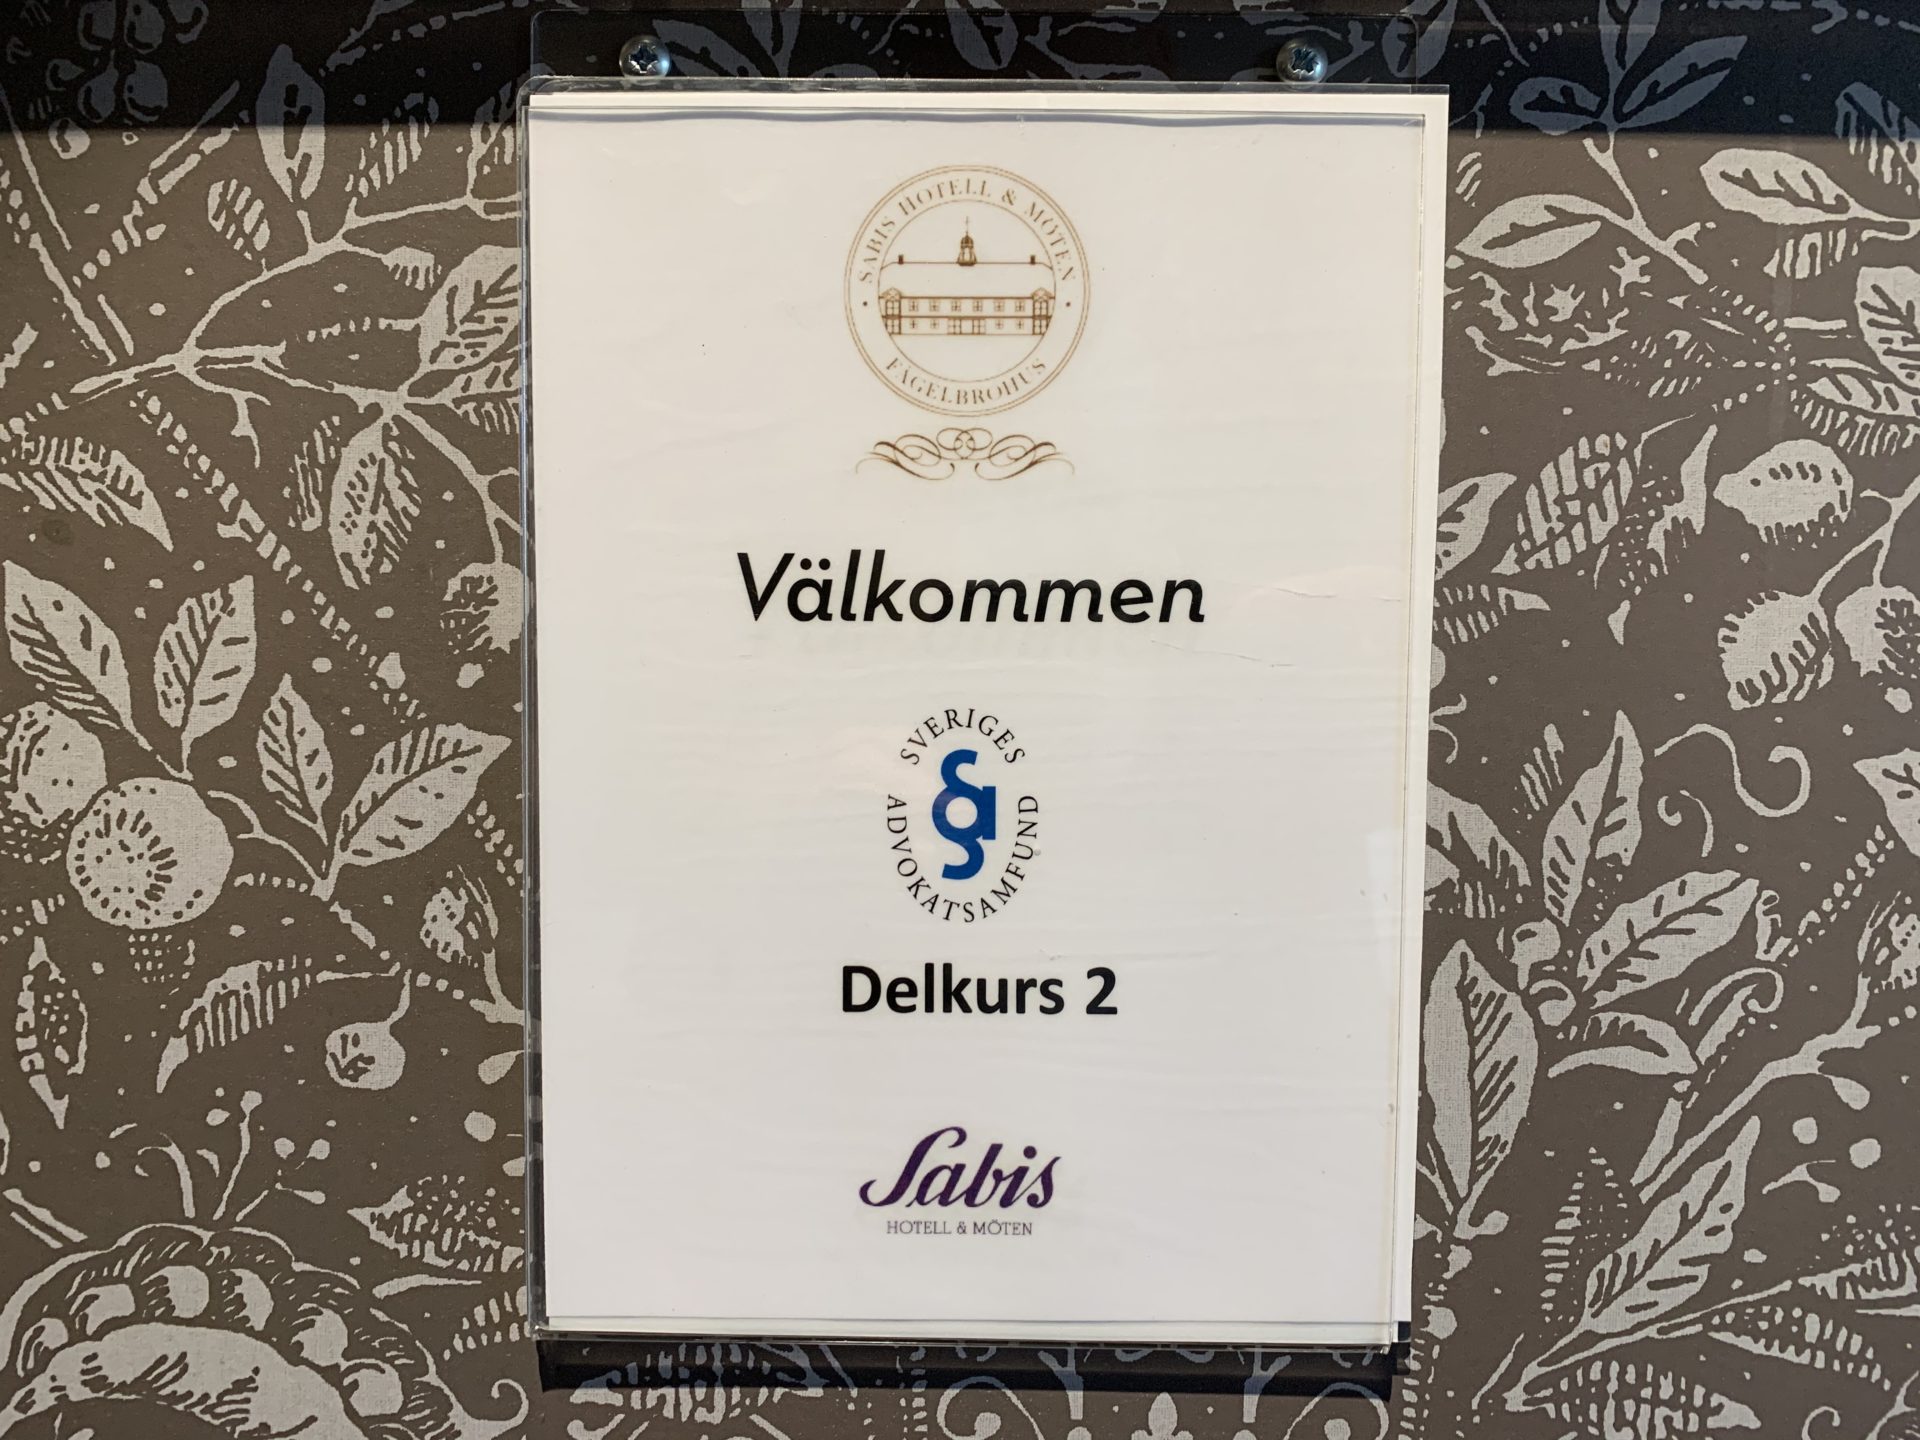 SABIS HOTELL & MÖTEN
FÅGELBROHUS
Välkommen
SVERIGES
ADVOKATSAMFUND
Delkurs 2
Sabis
HOTELL & MÖTEN